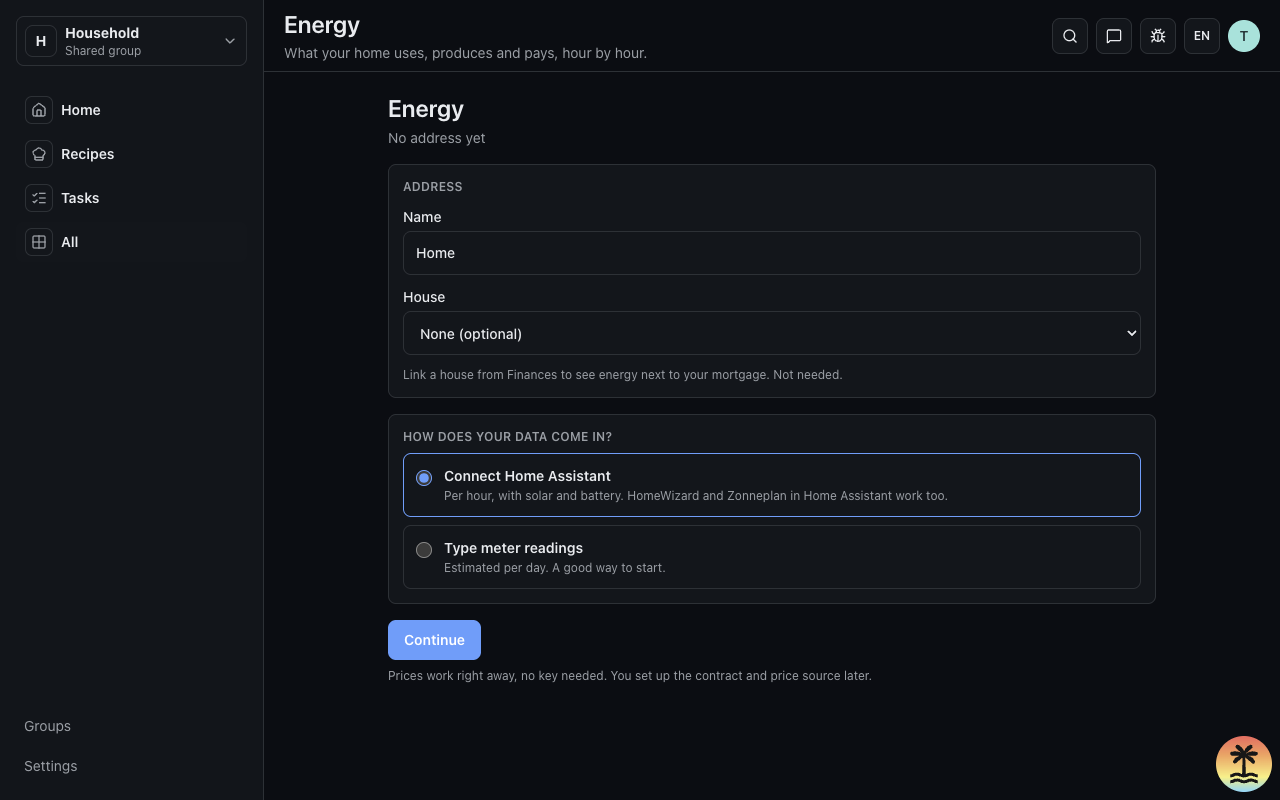 H
Household
Shared group
Home
Recipes
Tasks
All
Groups
Settings
Energy
What your home uses, produces and pays, hour by hour.
EN
T
Energy
No address yet
ADDRESS
Name
Home
House
None (optional)
Link a house from Finances to see energy next to your mortgage. Not needed.
HOW DOES YOUR DATA COME IN?
Connect Home Assistant
Per hour, with solar and battery. HomeWizard and Zonneplan in Home Assistant work too.
Type meter readings
Estimated per day. A good way to start.
Continue
Prices work right away, no key needed. You set up the contract and price source later.